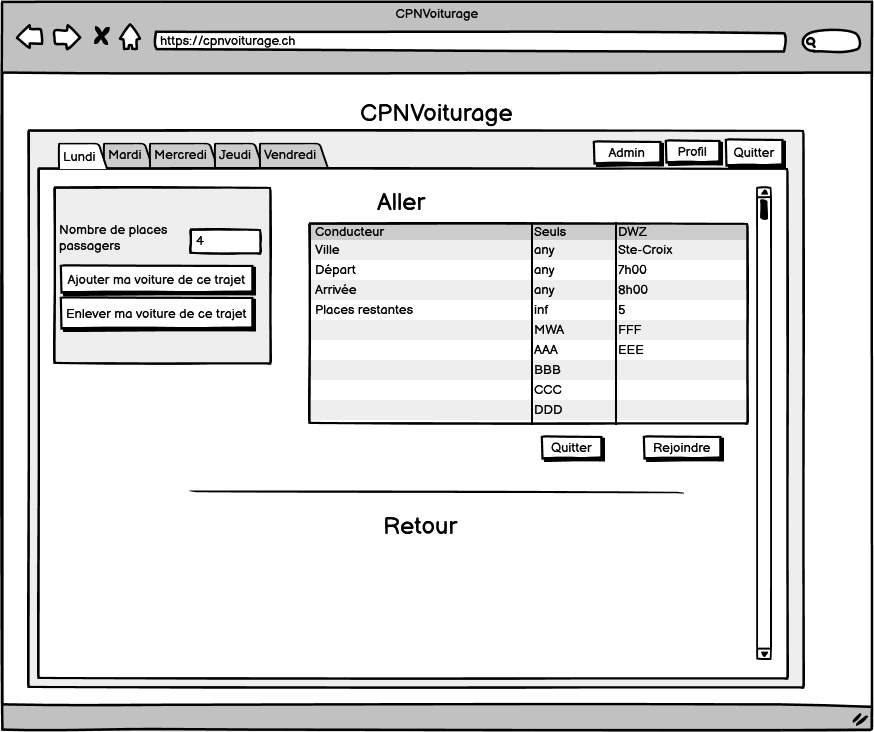 CPNVoiturage
https://cpnvoiturage.ch
CPNVoiturage
Lundi Mardi Mercredi Jeudi Vendredi Admin Profil Quitter
Aller
Nombre de places
passagers
4
Ajouter ma voiture de ce trajet
Enlever ma voiture de ce trajet
Conducteur Seuls DWZ
Ville any Ste-Croix
Départ any 7h00
Arrivée any 8h00
Places restantes inf 5
MWA FFF
AAA EEE
BBB
CCC
DDD
Quitter Rejoindre
Retour